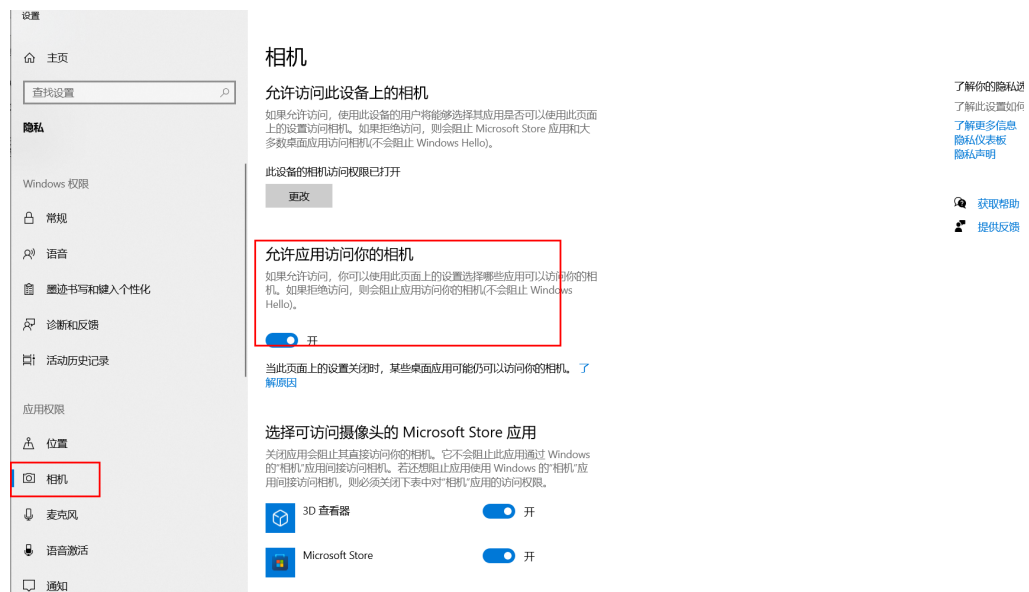 设置
主页
查找设置
隐私
Windows 权限
常规
语音
墨迹书写和键入个性化
诊断和反馈
活动历史记录
应用权限
位置
相机
麦克风
语音激活
通知
相机
允许访问此设备上的相机
如果允许访问，使用此设备的用户将能够选择其应用是否可以使用此页面
上的设置访问相机。如果拒绝访问，则会阻止 Microsoft Store 应用和大
多数桌面应用访问相机(不会阻止 Windows Hello)。
此设备的相机访问权限已打开
更改
允许应用访问你的相机
如果允许访问，你可以使用此页面上的设置选择哪些应用可以访问你的相
机。如果拒绝访问，则会阻止应用访问你的相机(不会阻止 Windows
Hello)。
开
当此页面上的设置关闭时，某些桌面应用可能仍可以访问你的相机。 了
解原因
选择可访问摄像头的 Microsoft Store 应用
关闭应用会阻止其直接访问你的相机。它不会阻止此应用通过 Windows
的“相机”应用间接访问相机。若还想阻止应用使用 Windows 的“相机”应
用间接访问相机，则必须关闭下表中对“相机”应用的访问权限。
3D 查看器 开
Microsoft Store 开
了解你的隐私选
了解此设置如何
了解更多信息
隐私仪表板
隐私声明
获取帮助
提供反馈